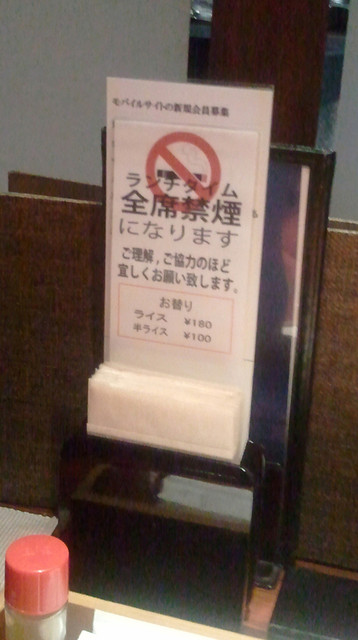 モバイルサイトの新規会員募集
ランチタイム
全席禁煙
になります
ご理解，ご協力のほど
宜しくお願い致します。
お替り
ライス ¥180
半ライス ¥100